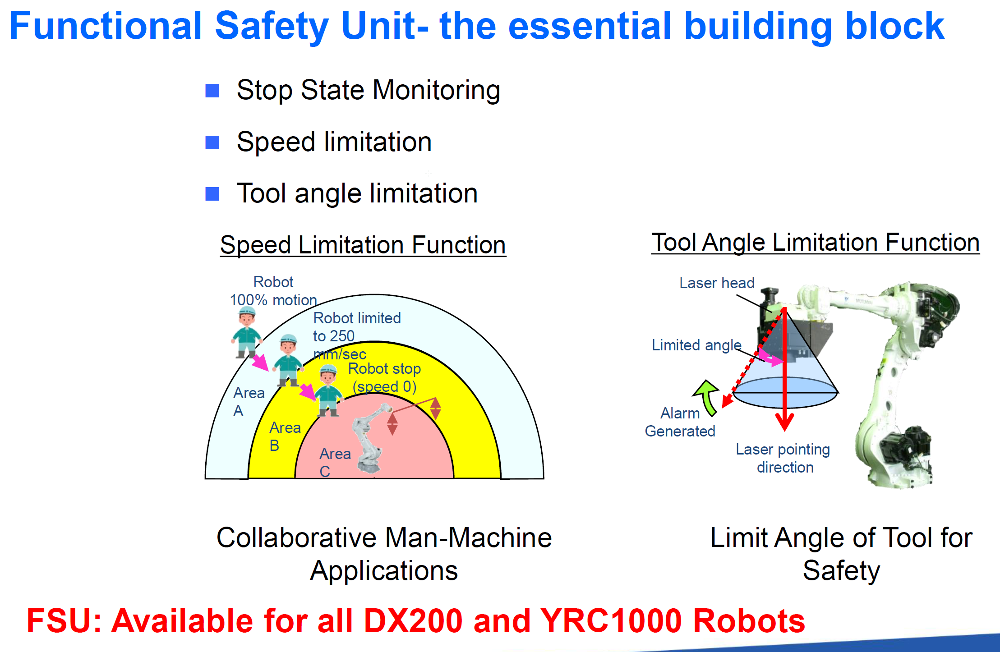 Functional Safety Unit- the essential building block
Stop State Monitoring
Speed limitation
Tool angle limitation
Speed Limitation Function
Robot
100% motion
Robot limited
to 250
mm/sec
Robot stop
(speed 0)
Area
A
Area
B
Area
C
Collaborative Man-Machine
Applications
Tool Angle Limitation Function
Laser head
Limited angle
Alarm
Generated
Laser pointing
direction
MOTOMAN
Limit Angle of Tool for
Safety
FSU: Available for all DX200 and YRC1000 Robots